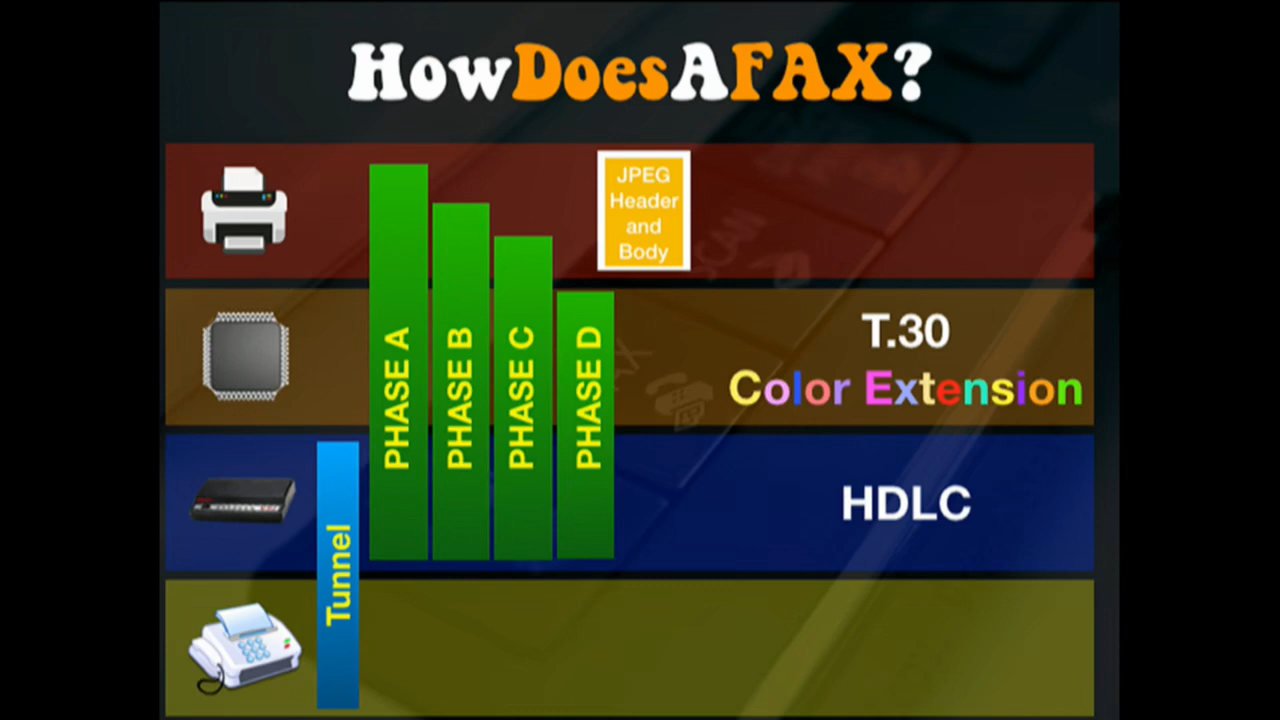 HowDoesAFAX?
JPEG
Header
and
Body
PHASE A
PHASE B
PHASE C
PHASE D
T.30
Color Extension
HDLC
Tunnel